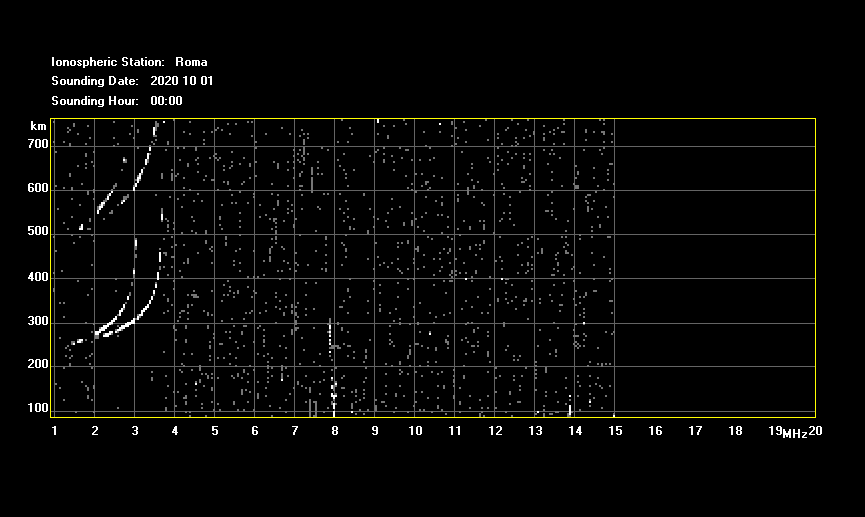 Ionospheric Station: Roma
Sounding Date: 2020 10 01
Sounding Hour: 00:00
km
700
600
500
400
300
200
100
1 2 3 4 5 6 7 8 9 10 11 12 13 14 15 16 17 18 19 MHz 20